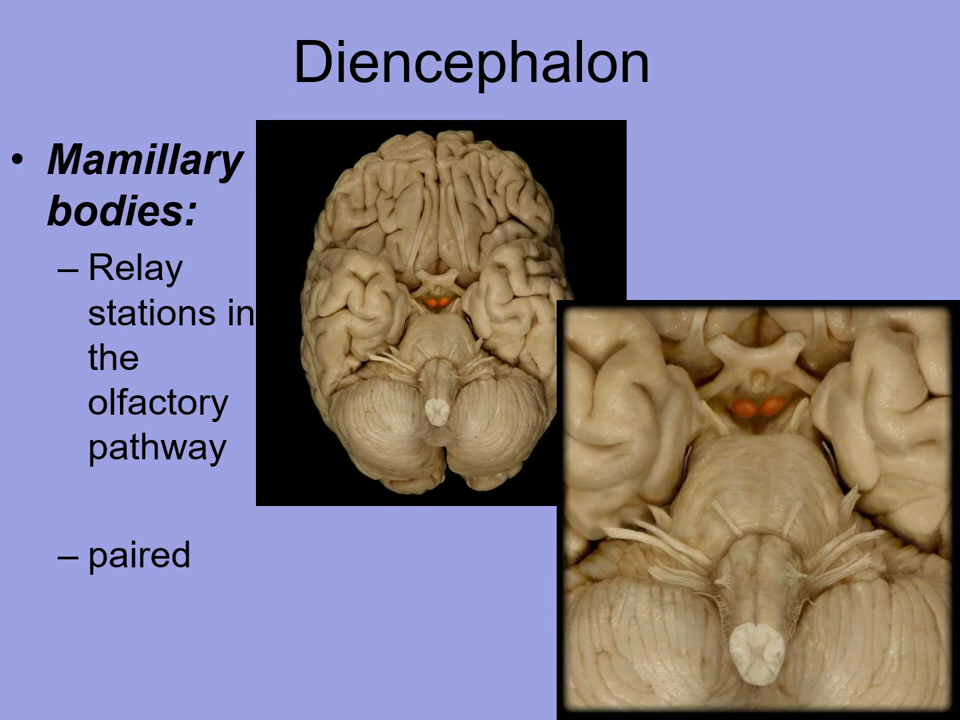 Diencephalon
• Mamillary
bodies:
– Relay
stations in
the
olfactory
pathway
– paired